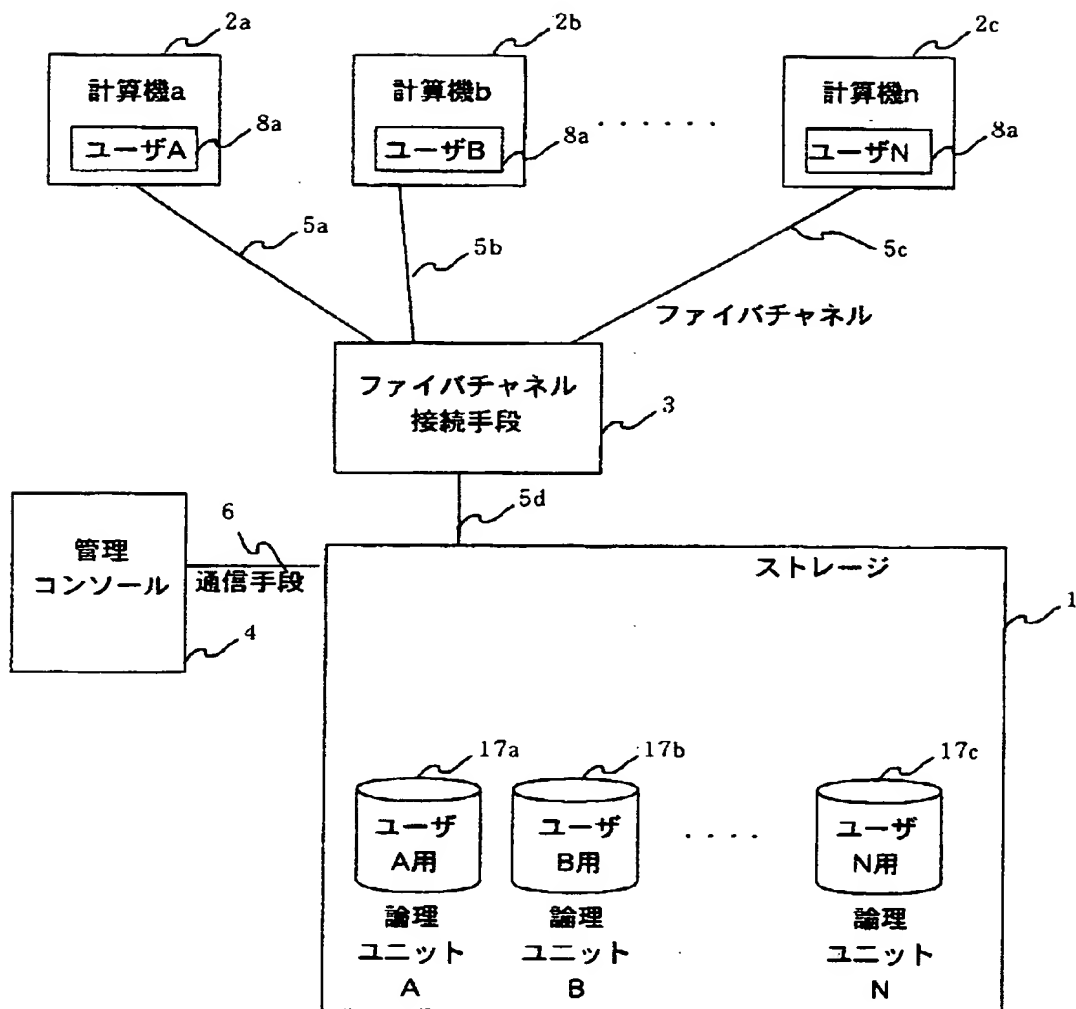 2a
2b
2c
計算機a
計算機b
計算機n
8a
8a
8a
ユーザA
ユーザB
ユーザN
. . . . . .
5a
5b
5c
ファイバチャネル
ファイバチャネル
接続手段
3
5d
6
管理
コンソール
通信手段
4
ストレージ
1
17a
17b
17c
ユーザ
A用
ユーザ
B用
. . . .
ユーザ
N用
論理
ユニット
A
論理
ユニット
B
論理
ユニット
N